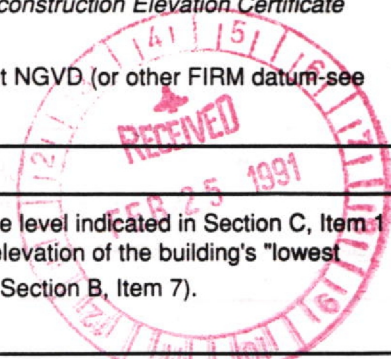 construction Elevation Certificate
t NGVD (or other FIRM datum-see
RECEIVED
FEB 25 1991
e level indicated in Section C, Item 1
elevation of the building's "lowest
Section B, Item 7).